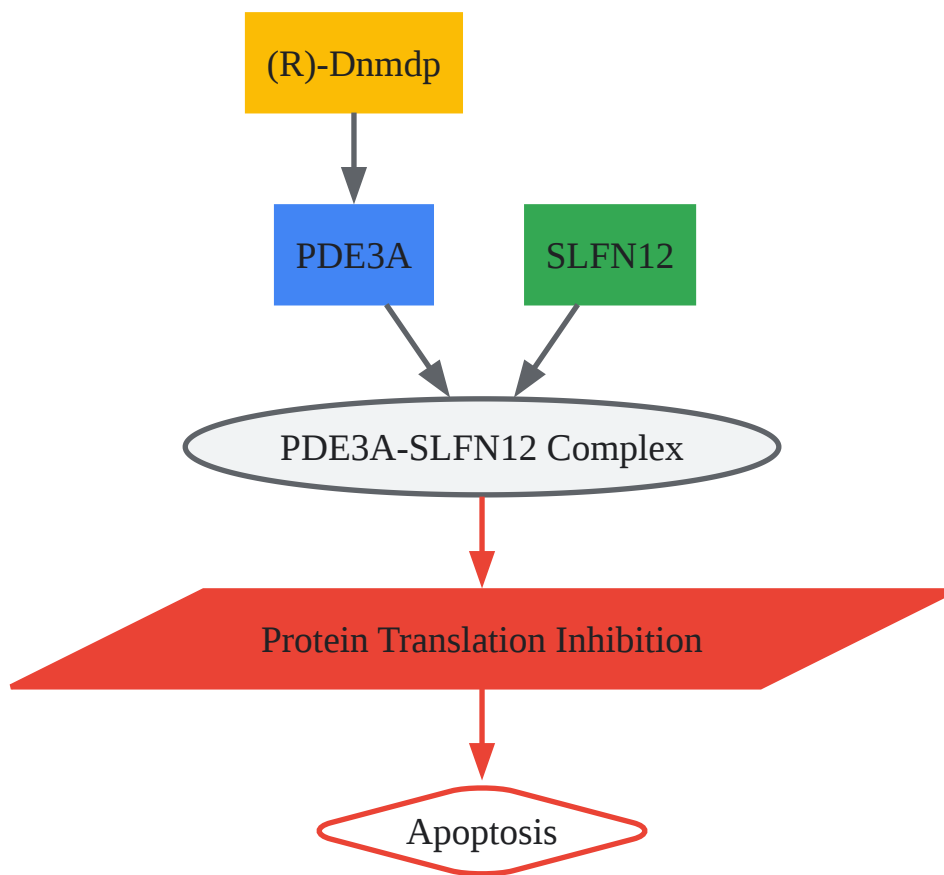 (R)-Dnmdp
PDE3A
SLFN12
PDE3A-SLFN12 Complex
Protein Translation Inhibition
Apoptosis